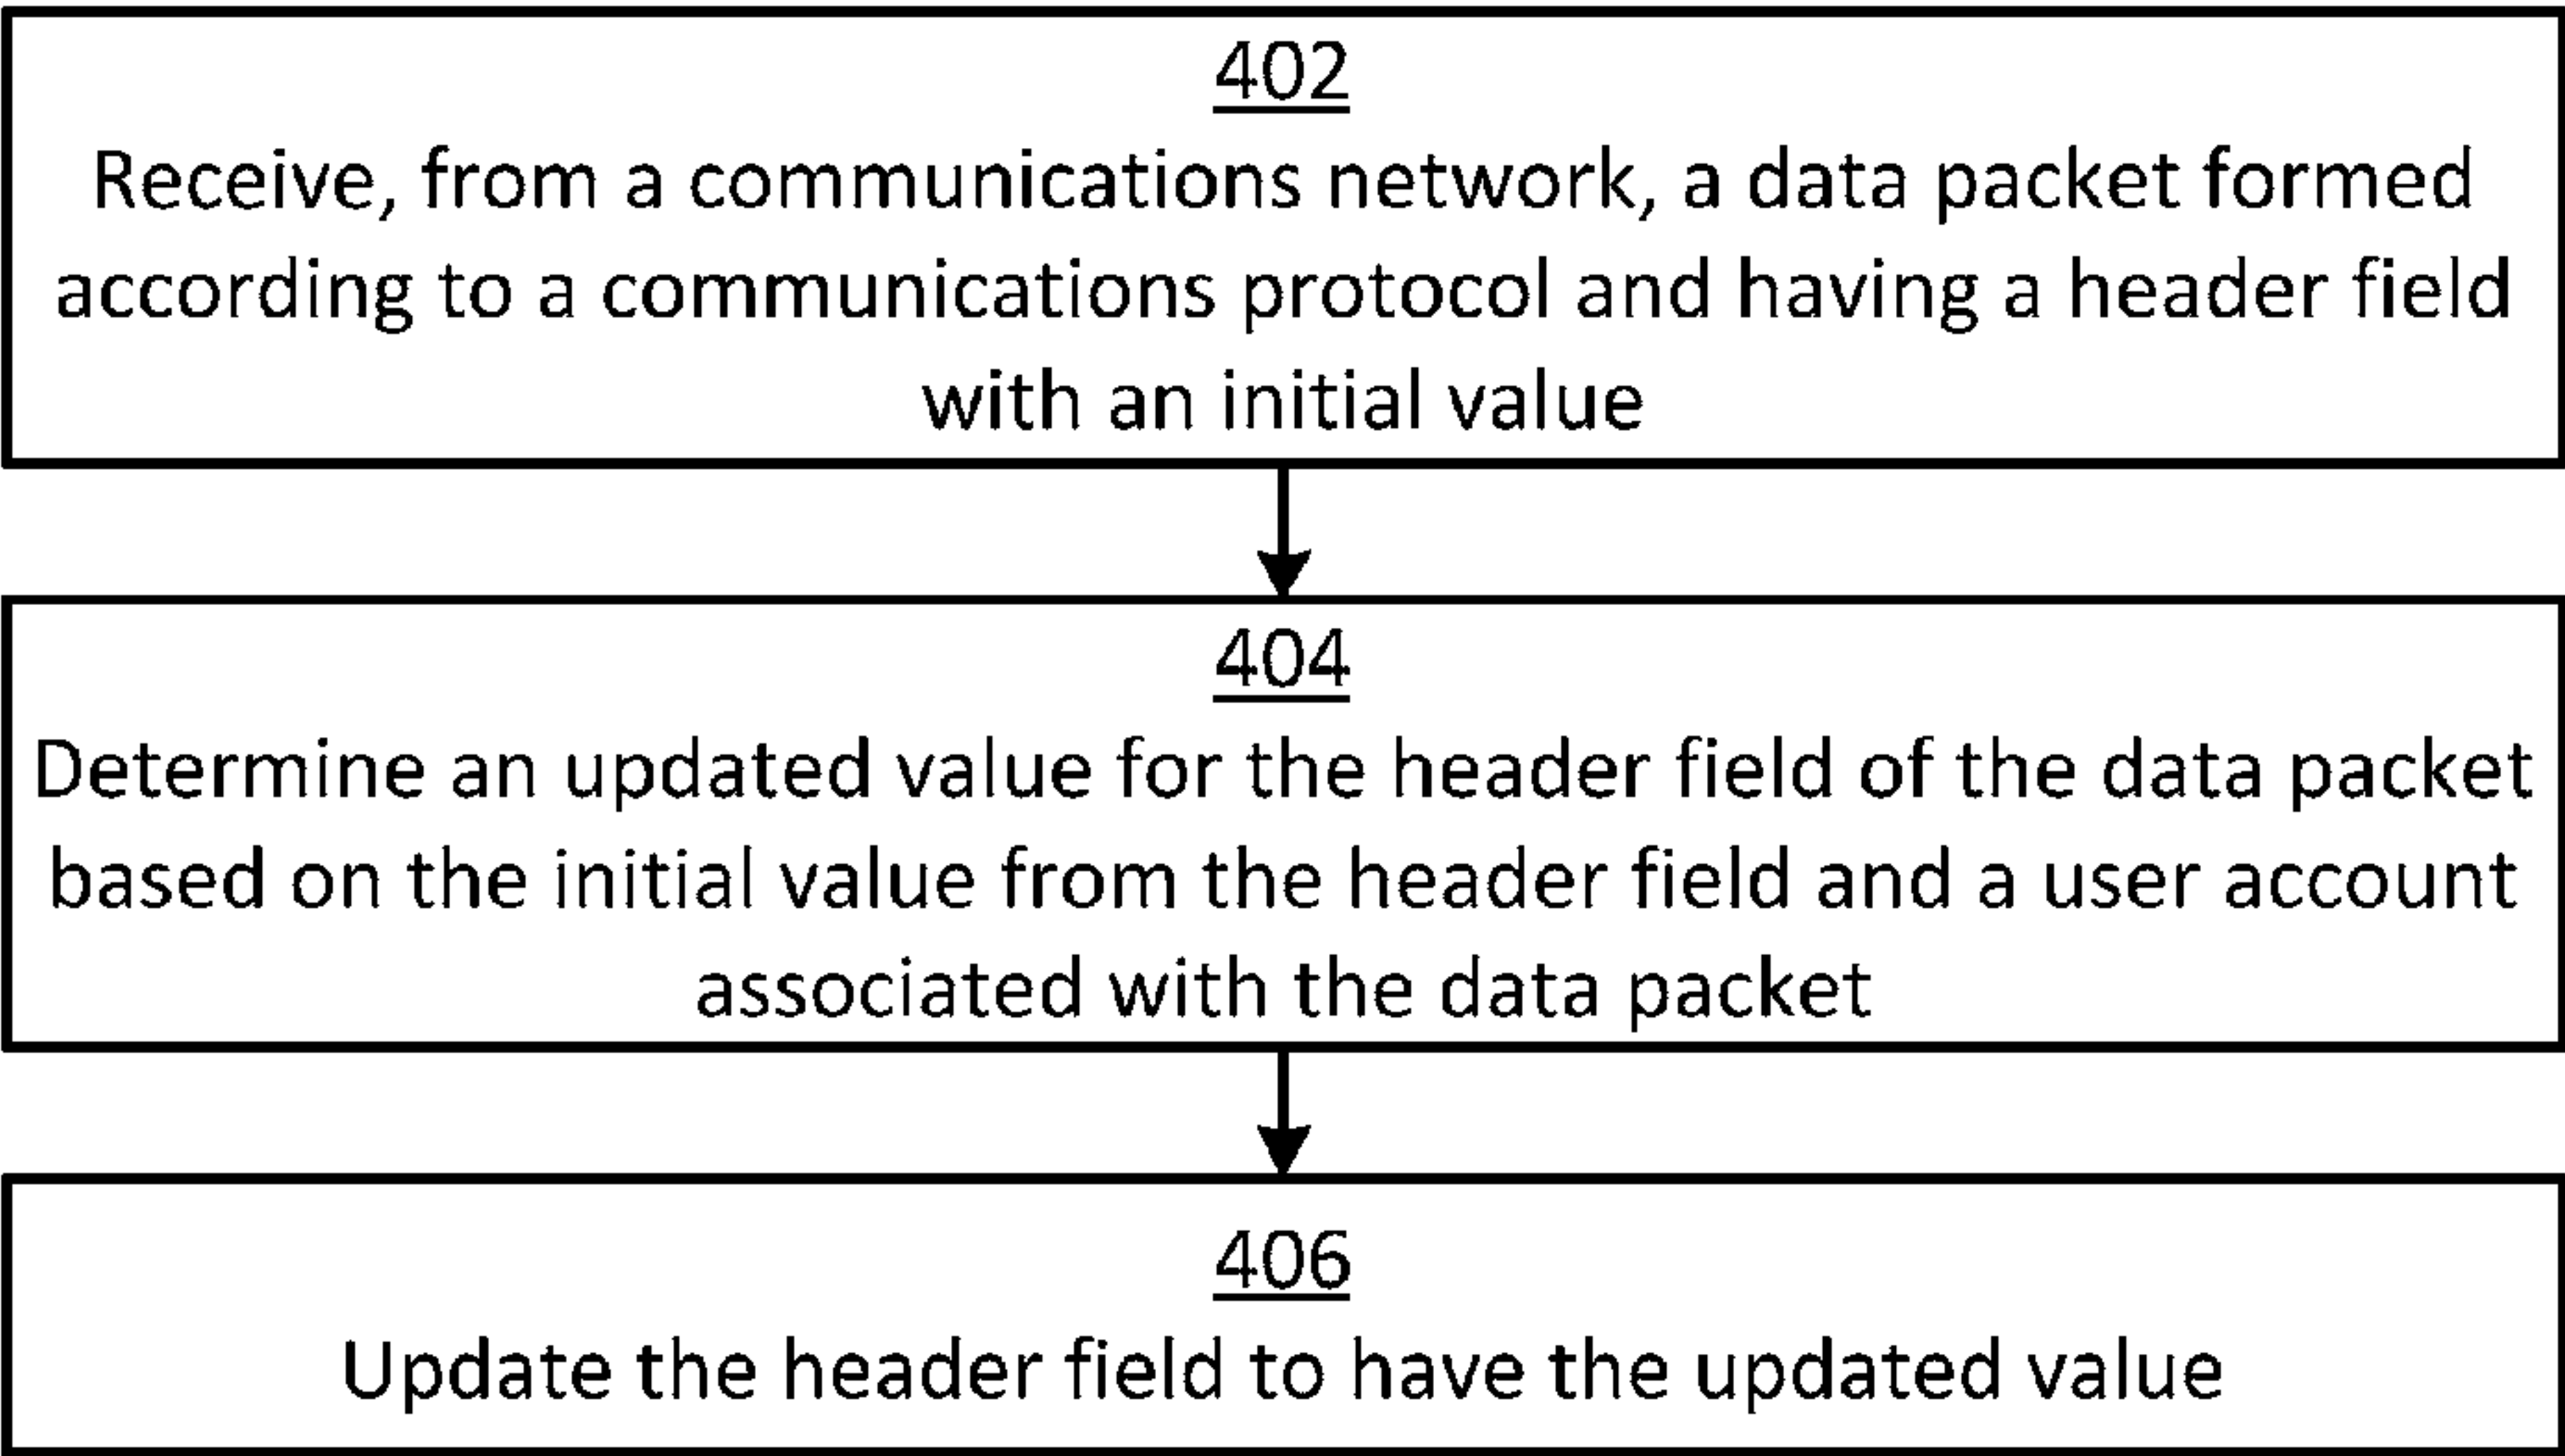 402
Receive, from a communications network, a data packet formed
according to a communications protocol and having a header field
with an initial value
404
Determine an updated value for the header field of the data packet
based on the initial value from the header field and a user account
associated with the data packet
406
Update the header field to have the updated value